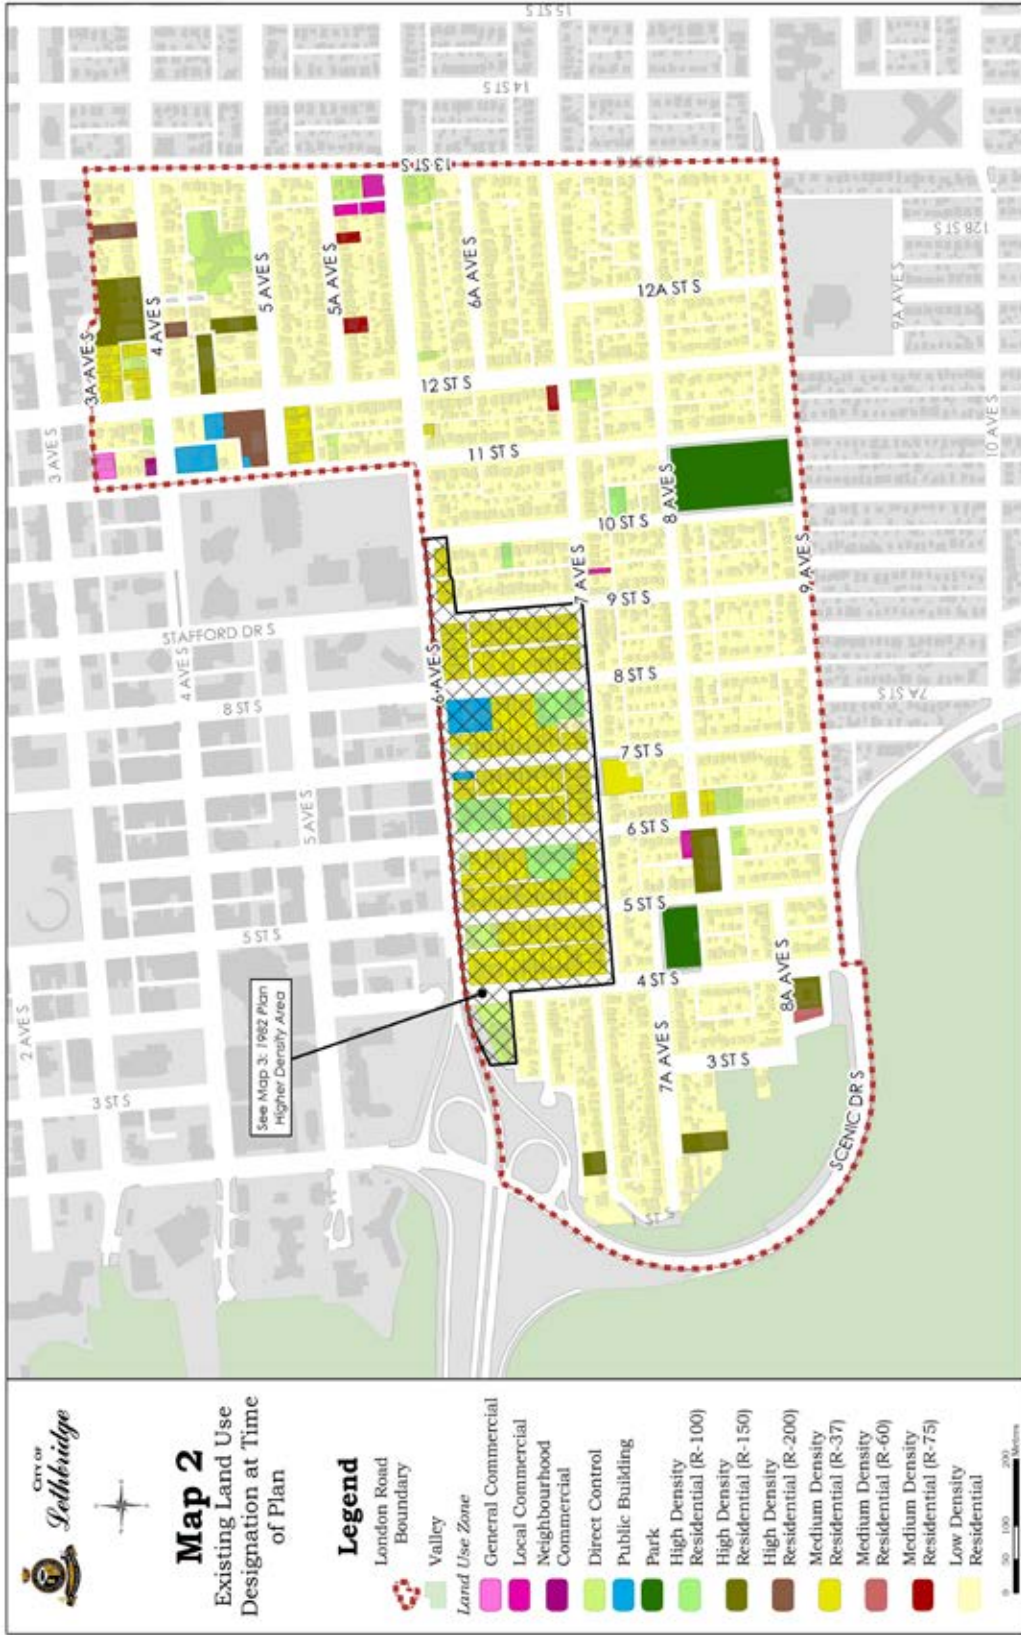 CITY OF
Lethbridge
Map 2
Existing Land Use
Designation at Time
of Plan
Legend
London Road
Boundary
Valley
Land Use Zone
General Commercial
Local Commercial
Neighbourhood
Commercial
Direct Control
Public Building
Park
High Density
Residential (R-100)
High Density
Residential (R-150)
High Density
Residential (R-200)
Medium Density
Residential (R-37)
Medium Density
Residential (R-60)
Medium Density
Residential (R-75)
Low Density
Residential
0 50 100 200
Metres
See Map 3: 1982 Plan
Higher Density Area
2 AVE S
3 ST S
5 ST S
5 AVE S
8 ST S
4 AVE S
STAFFORD DR S
3 AVE S
3A AVE S
4 AVE S
5 AVE S
5A AVE S
13 ST S
14 ST S
15 ST S
6A AVE S
12 ST S
11 ST S
12A ST S
10 ST S
8 AVE S
7 AVE S
9 ST S
9 AVE S
6 AVE S
8 ST S
7 ST S
6 ST S
5 ST S
4 ST S
7A AVE S
8A AVE S
3 ST S
SCENIC DR S
7A ST S
9A AVE S
12B ST S
10 AVE S